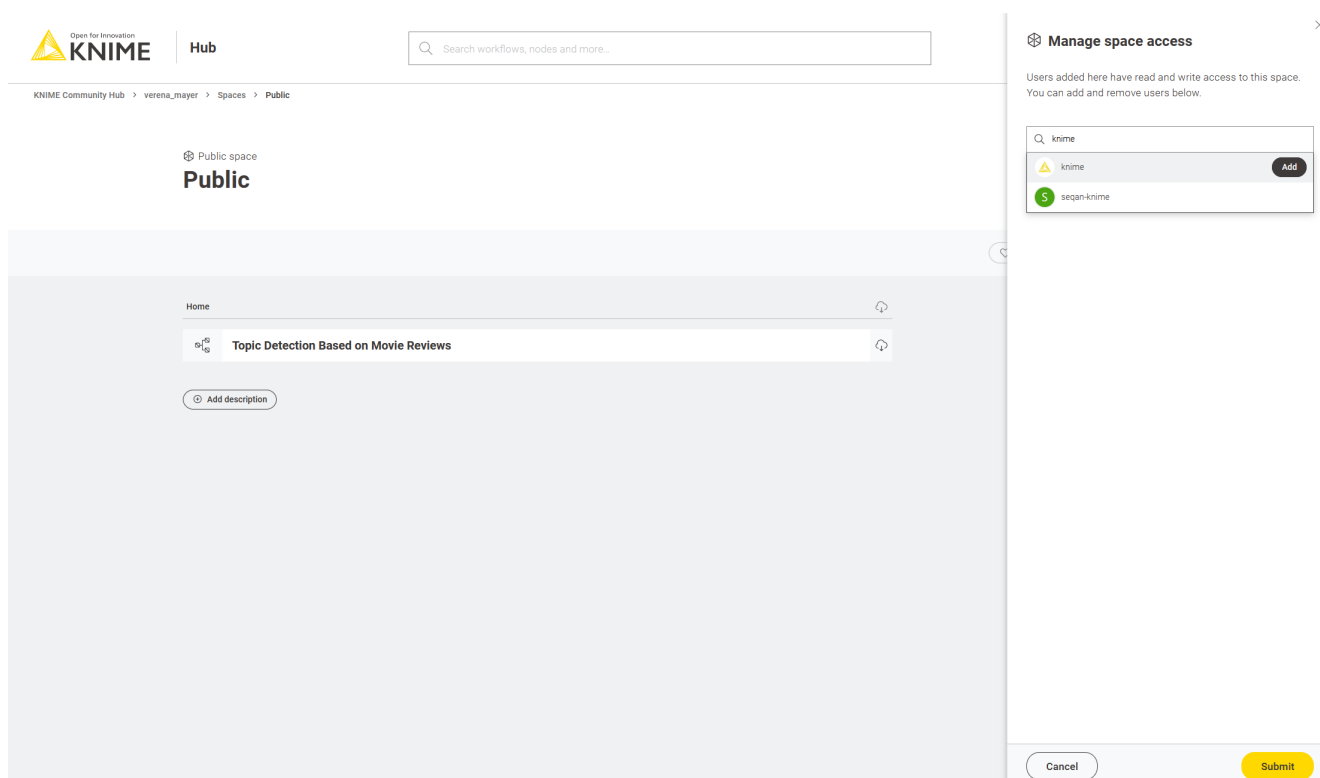 Open for Innovation
KNIME
Hub
Search workflows, nodes and more...
KNIME Community Hub > verena_mayer > Spaces > Public
Public space
Public
Home
Topic Detection Based on Movie Reviews
Add description
Manage space access
Users added here have read and write access to this space.
You can add and remove users below.
knime
knime
Add
S
seqan-knime
Cancel
Submit